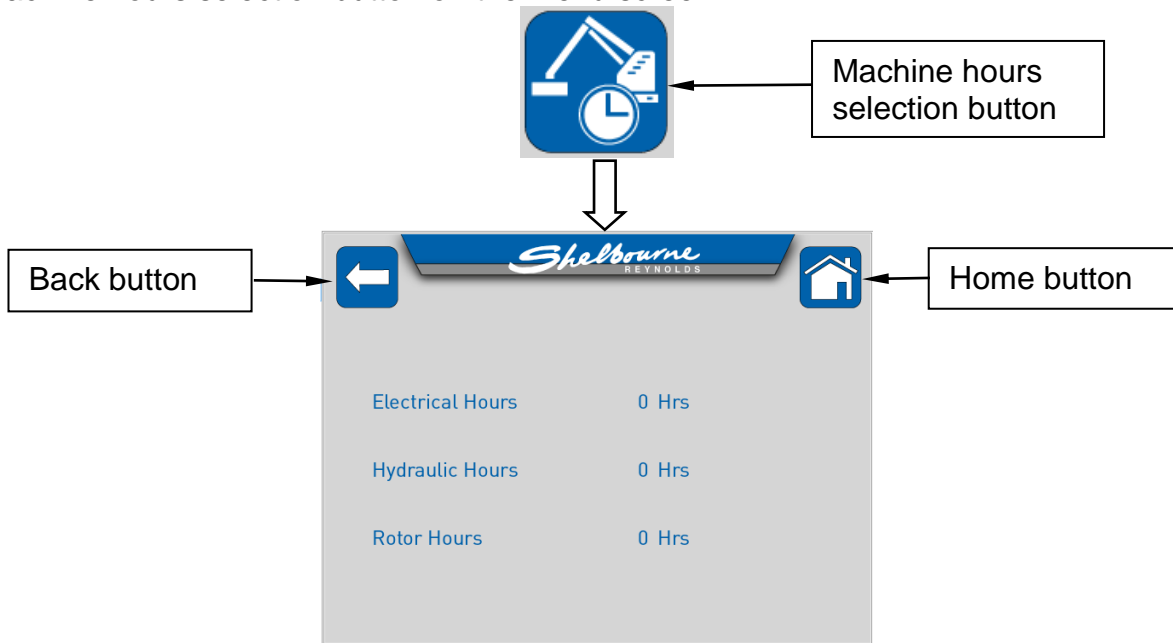 Machine hours
selection button
Back button
Shelbourne
REYNOLDS
Home button
Electrical Hours 0 Hrs
Hydraulic Hours 0 Hrs
Rotor Hours 0 Hrs